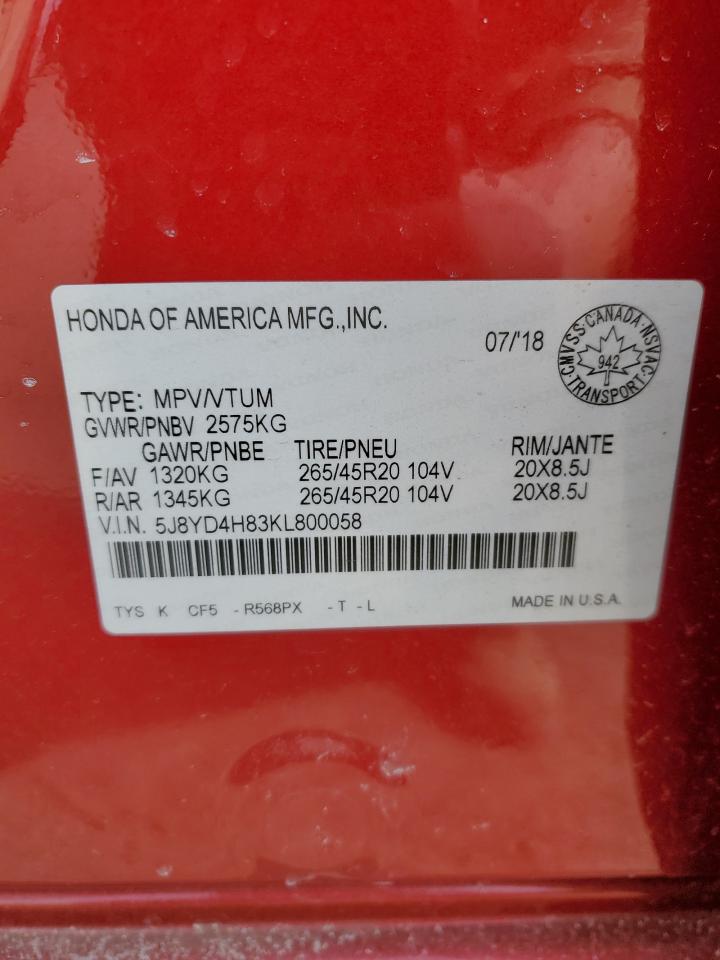 HONDA OF AMERICA MFG.,INC.
07/'18
CMVSS·CANADA·NSVAC·TRANSPORT·
942
TYPE: MPV/VTUM
GVWR/PNBV 2575KG
GAWR/PNBE TIRE/PNEU RIM/JANTE
F/AV 1320KG 265/45R20 104V 20X8.5J
R/AR 1345KG 265/45R20 104V 20X8.5J
V.I.N. 5J8YD4H83KL800058
TYS K CF5 -R568PX -T -L MADE IN U.S.A.